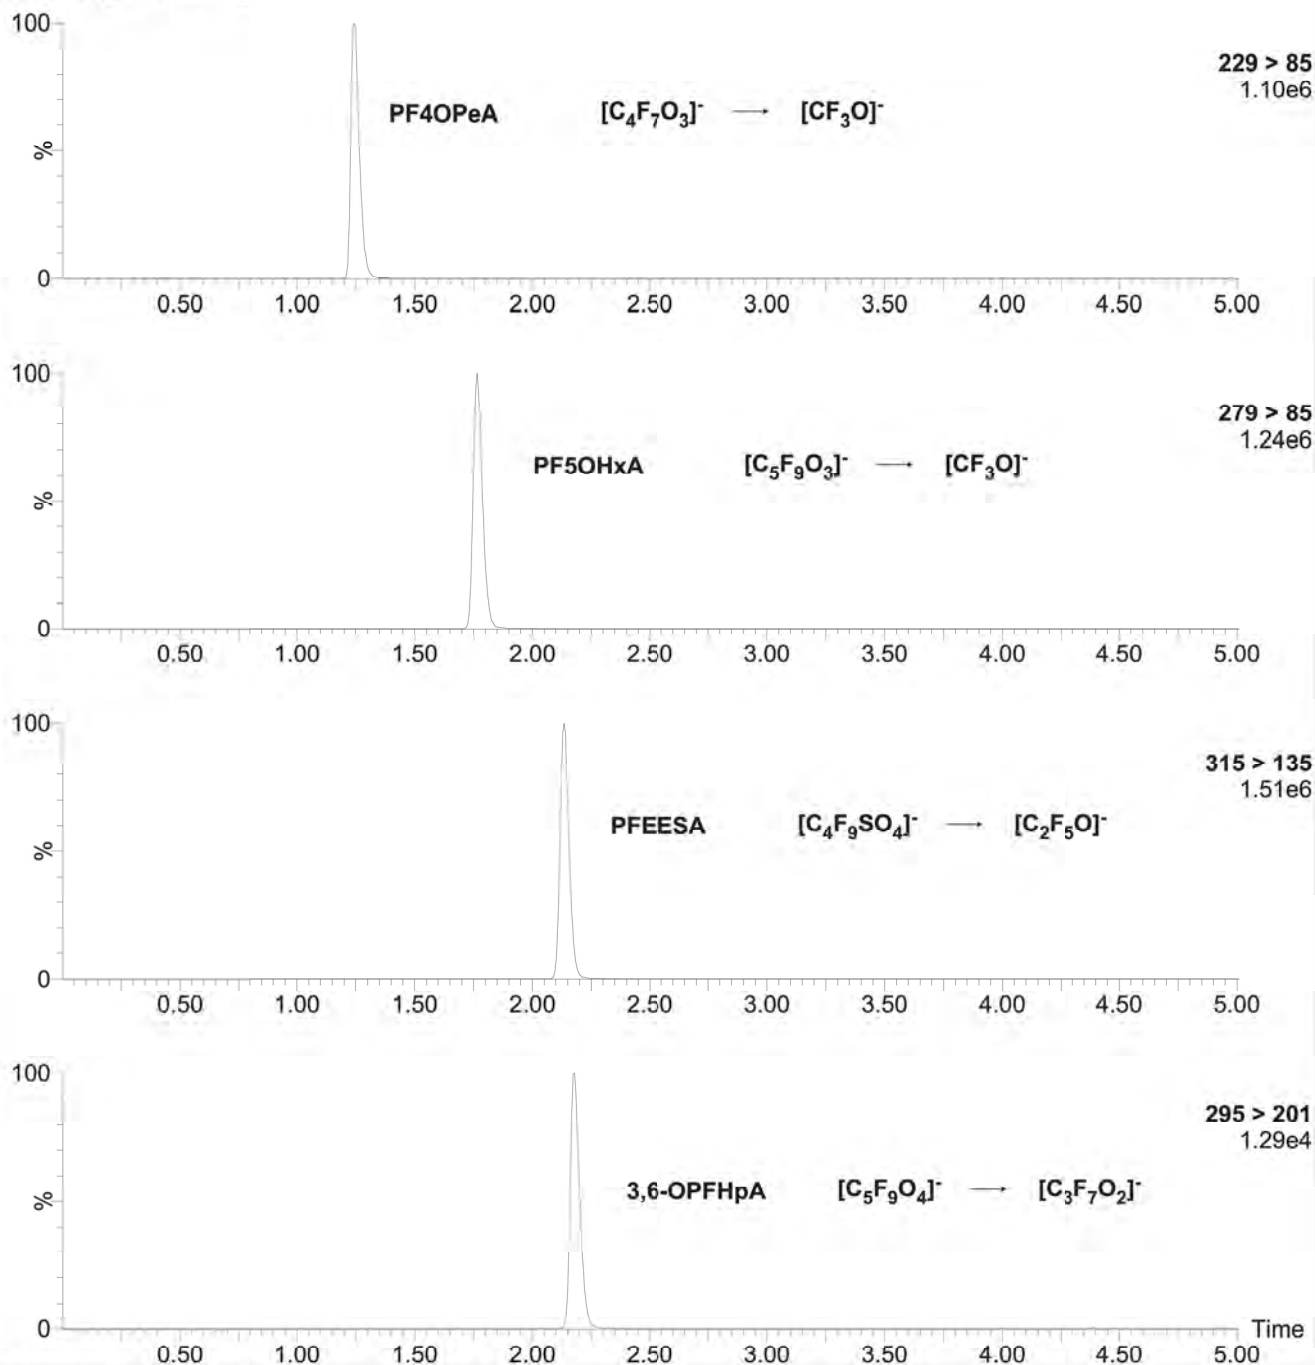 100
229 > 85
1.10e6
PF4OPeA [C₄F₇O₃]⁻ → [CF₃O]⁻
%
0
0.50 1.00 1.50 2.00 2.50 3.00 3.50 4.00 4.50 5.00
100
279 > 85
1.24e6
PF5OHxA [C₅F₉O₃]⁻ → [CF₃O]⁻
%
0
0.50 1.00 1.50 2.00 2.50 3.00 3.50 4.00 4.50 5.00
100
315 > 135
1.51e6
PFEESA [C₄F₉SO₄]⁻ → [C₂F₅O]⁻
%
0
0.50 1.00 1.50 2.00 2.50 3.00 3.50 4.00 4.50 5.00
100
295 > 201
1.29e4
3,6-OPFHpA [C₅F₉O₄]⁻ → [C₃F₇O₂]⁻
%
0
Time
0.50 1.00 1.50 2.00 2.50 3.00 3.50 4.00 4.50 5.00